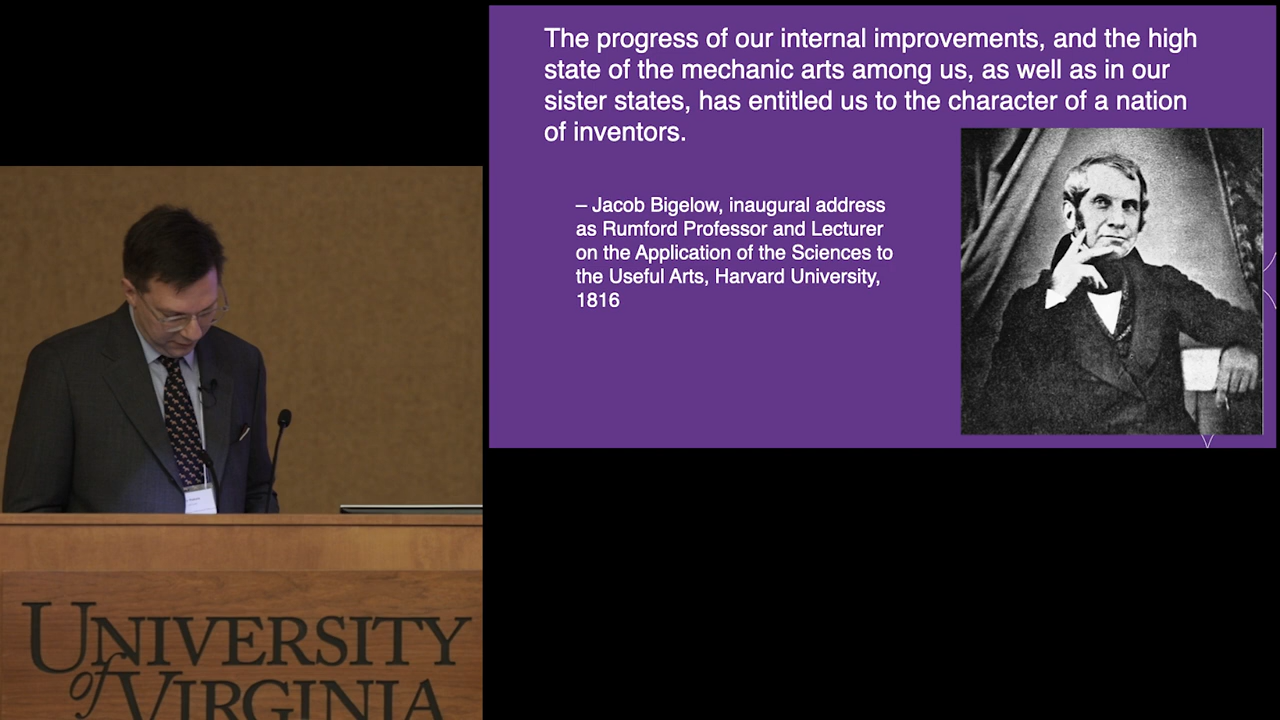 The progress of our internal improvements, and the high
state of the mechanic arts among us, as well as in our
sister states, has entitled us to the character of a nation
of inventors.
– Jacob Bigelow, inaugural address
as Rumford Professor and Lecturer
on the Application of the Sciences to
the Useful Arts, Harvard University,
1816
UNIVERSITY
of VIRGINIA